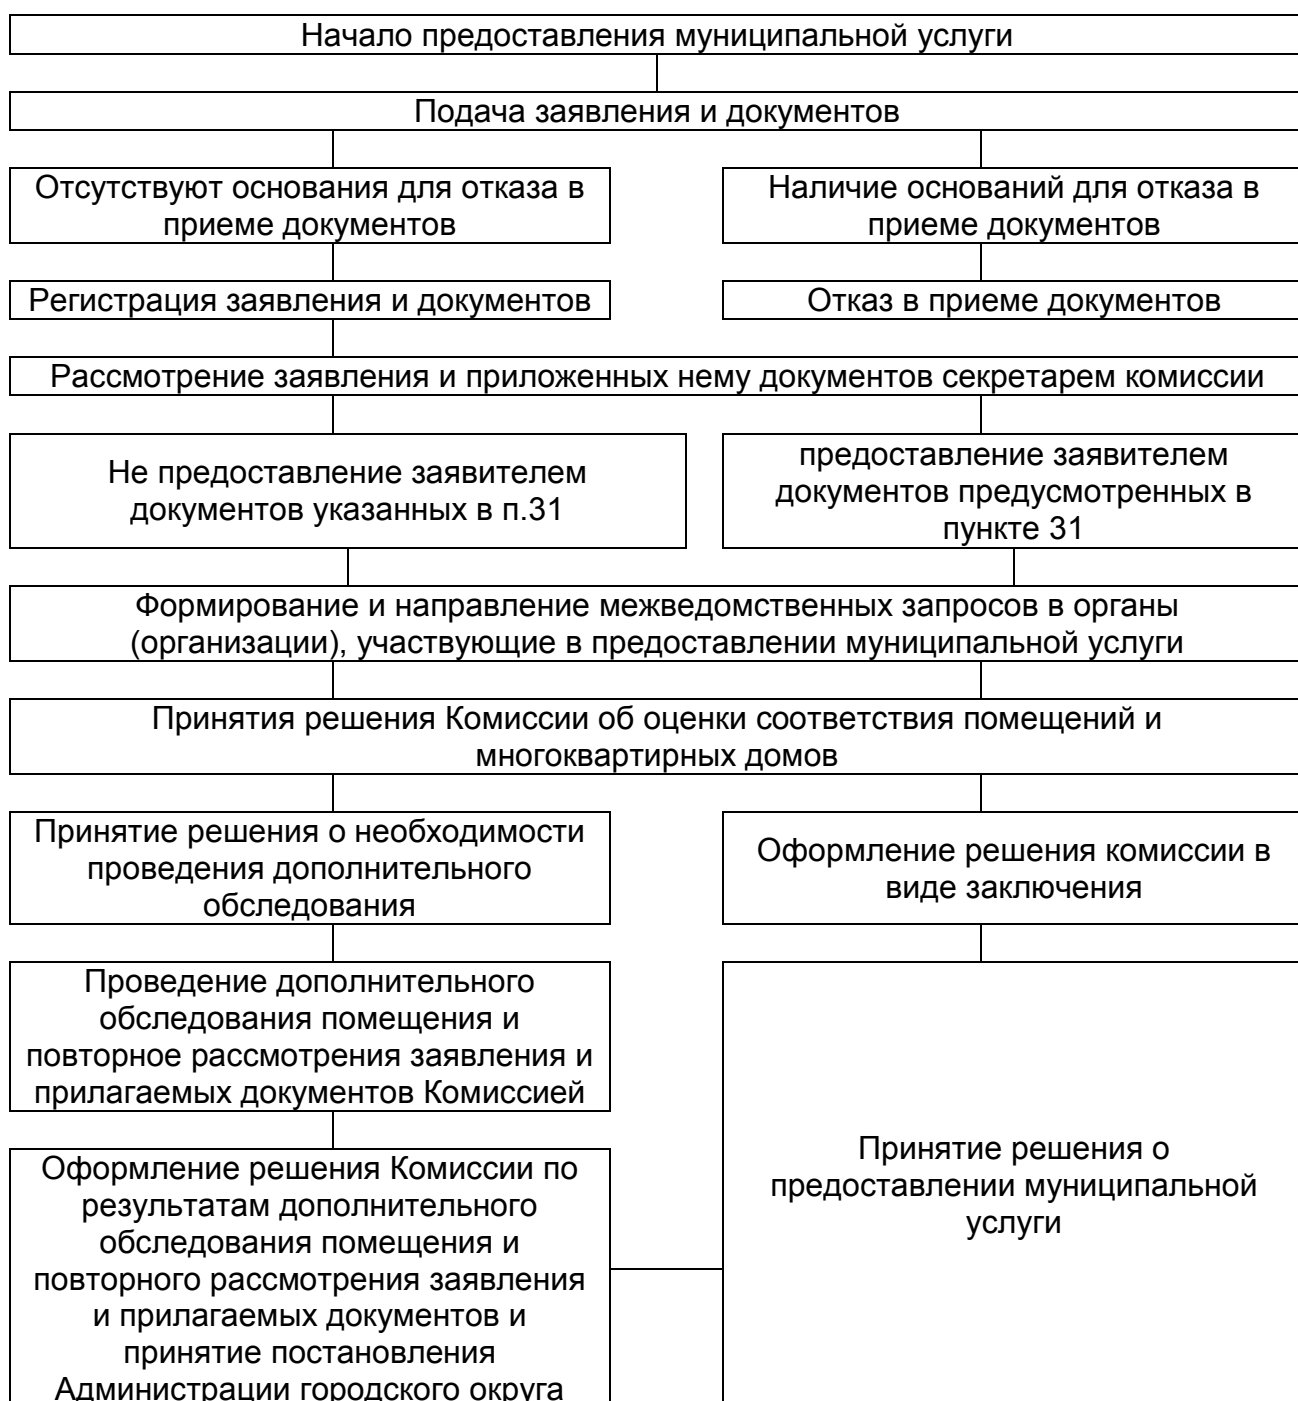 Начало предоставления муниципальной услуги
Подача заявления и документов
Отсутствуют основания для отказа в
приеме документов
Наличие оснований для отказа в
приеме документов
Регистрация заявления и документов
Отказ в приеме документов
Рассмотрение заявления и приложенных нему документов секретарем комиссии
Не предоставление заявителем
документов указанных в п.31
предоставление заявителем
документов предусмотренных в
пункте 31
Формирование и направление межведомственных запросов в органы
(организации), участвующие в предоставлении муниципальной услуги
Принятия решения Комиссии об оценки соответствия помещений и
многоквартирных домов
Принятие решения о необходимости
проведения дополнительного
обследования
Оформление решения комиссии в
виде заключения
Проведение дополнительного
обследования помещения и
повторное рассмотрения заявления и
прилагаемых документов Комиссией
Оформление решения Комиссии по
результатам дополнительного
обследования помещения и
повторного рассмотрения заявления
и прилагаемых документов и
принятие постановления
Администрации городского округа
Принятие решения о
предоставлении муниципальной
услуги